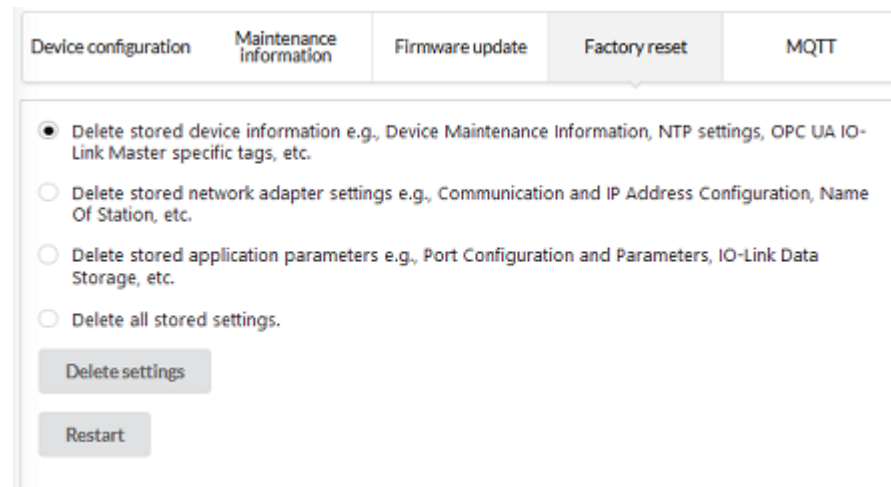 Device configuration
Maintenance
information
Firmware update
Factory reset
MQTT
Delete stored device information e.g., Device Maintenance Information, NTP settings, OPC UA IO-
Link Master specific tags, etc.
Delete stored network adapter settings e.g., Communication and IP Address Configuration, Name
Of Station, etc.
Delete stored application parameters e.g., Port Configuration and Parameters, IO-Link Data
Storage, etc.
Delete all stored settings.
Delete settings
Restart